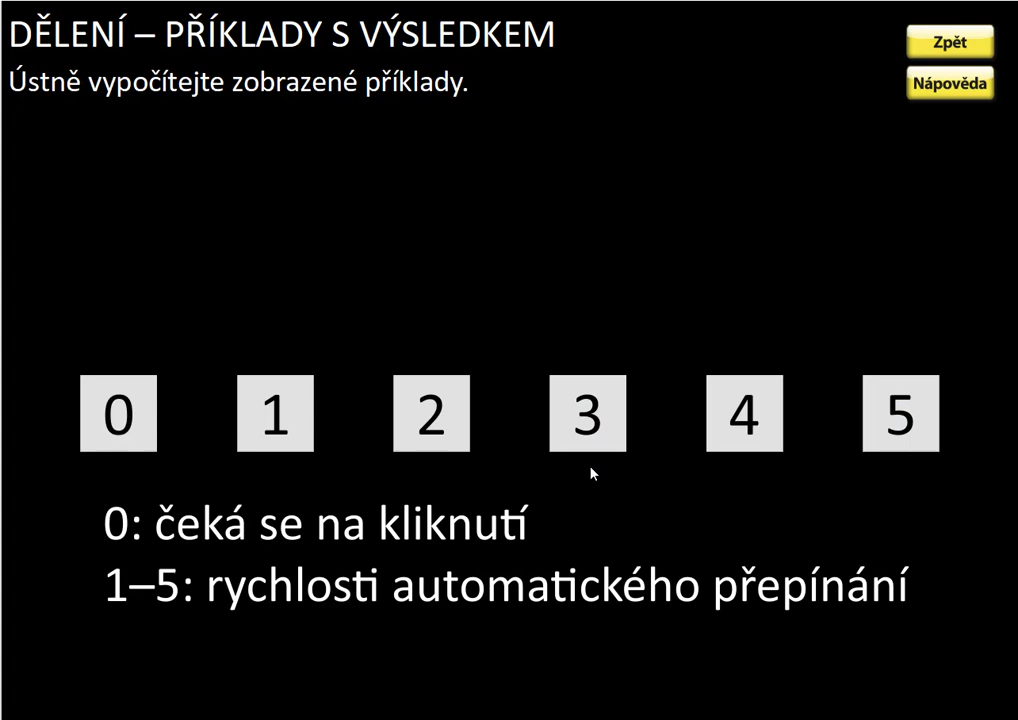 DĚLENÍ – PŘÍKLADY S VÝSLEDKEM
Zpět
Ústně vypočítejte zobrazené příklady.
Nápověda
0 1 2 3 4 5
0: čeká se na kliknutí
1–5: rychlosti automatického přepínání